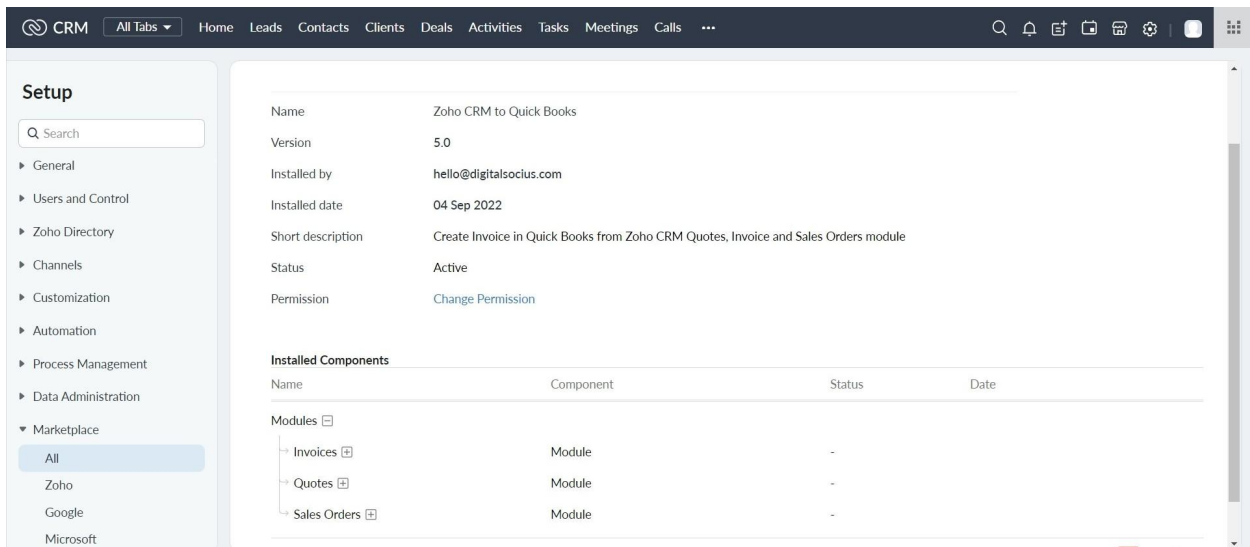 CRM All Tabs Home Leads Contacts Clients Deals Activities Tasks Meetings Calls ...
Setup
Search
General
Users and Control
Zoho Directory
Channels
Customization
Automation
Process Management
Data Administration
Marketplace
All
Zoho
Google
Microsoft
Name Zoho CRM to Quick Books
Version 5.0
Installed by hello@digitalsocius.com
Installed date 04 Sep 2022
Short description Create Invoice in Quick Books from Zoho CRM Quotes, Invoice and Sales Orders module
Status Active
Permission Change Permission
Installed Components
Name Component Status Date
Modules
Invoices Module -
Quotes Module -
Sales Orders Module -